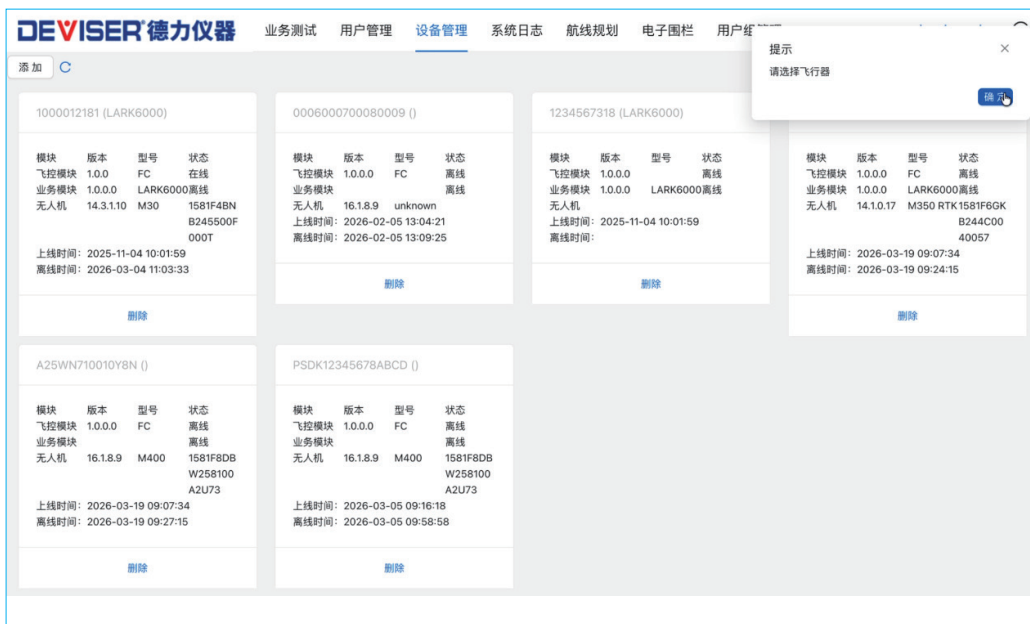 DEVISER 德力仪器
业务测试 用户管理 设备管理 系统日志 航线规划 电子围栏
提示
请选择飞行器
确定
添加
1000012181 (LARK6000)
模块 版本 型号 状态
飞控模块 1.0.0 FC 在线
业务模块 1.0.0.0 LARK6000离线
无人机 14.3.1.10 M30 1581F4BN
B245500F
000T
上线时间：2025-11-04 10:01:59
离线时间：2026-03-04 11:03:33
删除
0006000700080009 ()
模块 版本 型号 状态
飞控模块 1.0.0.0 FC 离线
业务模块 离线
无人机 16.1.8.9 unknown
上线时间：2026-02-05 13:04:21
离线时间：2026-02-05 13:09:25
删除
1234567318 (LARK6000)
模块 版本 型号 状态
飞控模块 1.0.0.0 离线
业务模块 1.0.0.0 LARK6000离线
无人机
上线时间：2025-11-04 10:01:59
离线时间：
删除
模块 版本 型号 状态
飞控模块 1.0.0.0 FC 离线
业务模块 1.0.0.0 LARK6000离线
无人机 14.1.0.17 M350 RTK 1581F6GK
B244C00
40057
上线时间：2026-03-19 09:07:34
离线时间：2026-03-19 09:24:15
删除
A25WN710010Y8N ()
模块 版本 型号 状态
飞控模块 1.0.0.0 FC 离线
业务模块 离线
无人机 16.1.8.9 M400 1581F8DB
W258100
A2U73
上线时间：2026-03-19 09:07:34
离线时间：2026-03-19 09:27:15
删除
PSDK12345678ABCD ()
模块 版本 型号 状态
飞控模块 1.0.0.0 FC 离线
业务模块 离线
无人机 16.1.8.9 M400 1581F8DB
W258100
A2U73
上线时间：2026-03-05 09:16:18
离线时间：2026-03-05 09:58:58
删除